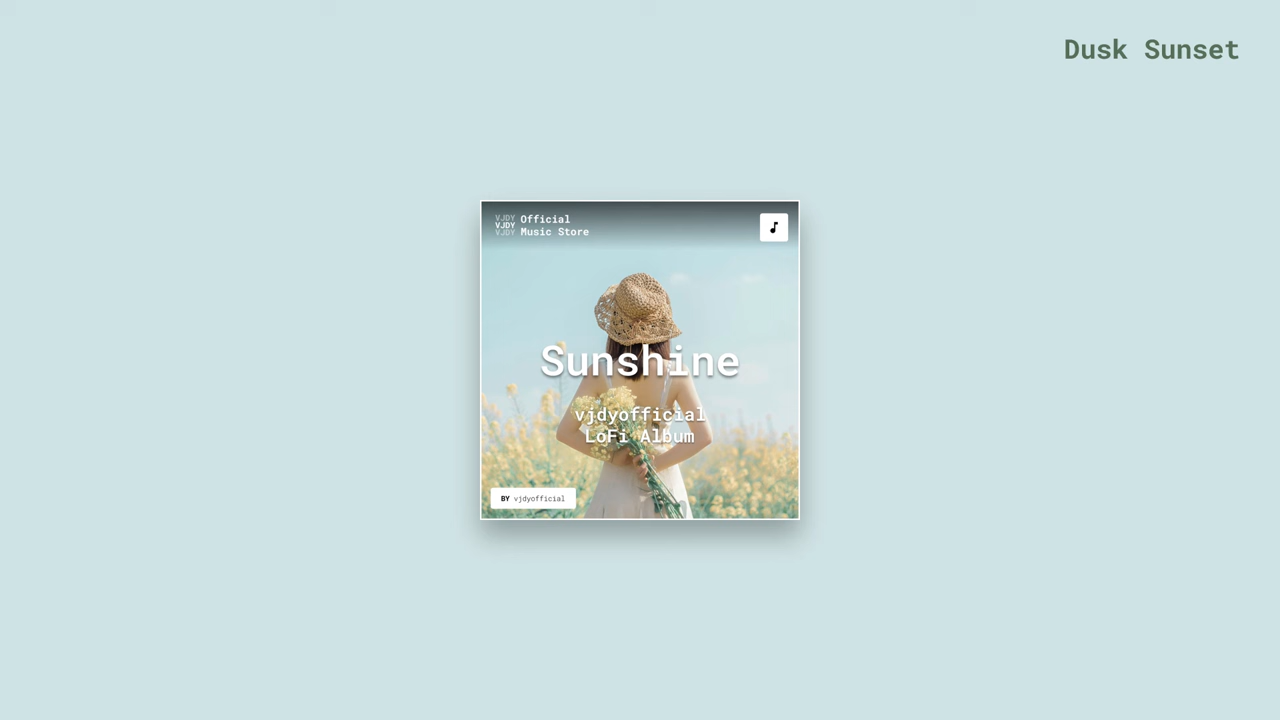 Dusk Sunset
VJDY
VJDY
VJDY
Official
Music Store
Sunshine
vjdyofficial
LoFi Album
BY vjdyofficial